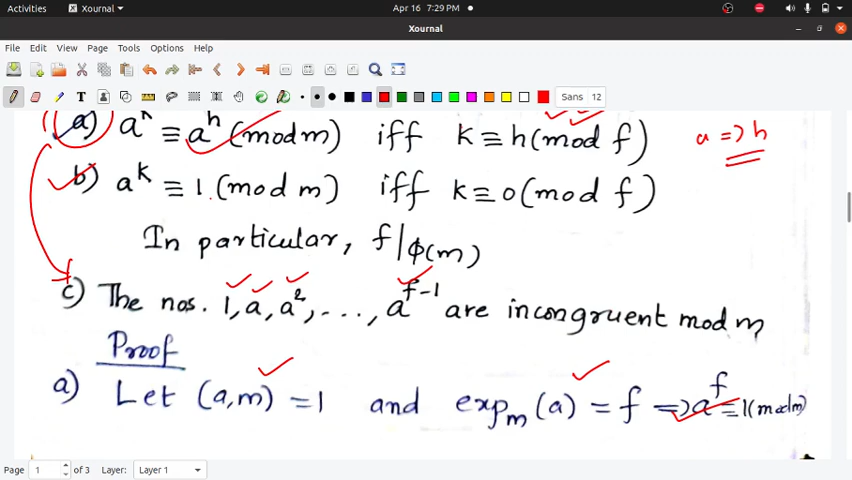 Activities Xournal Apr 16 7:29 PM
Xournal
File Edit View Page Tools Journal Options Help
Sans 12
a) a^k ≡ a^h (mod m) iff k ≡ h (mod f) a => h
b) a^k ≡ 1 (mod m) iff k ≡ 0 (mod f)
In particular, f | φ(m)
c) The nos. 1, a, a^2, ..., a^{f-1} are incongruent mod m
Proof
a) Let (a,m) = 1 and exp_m(a) = f => a^f ≡ 1 (mod m)
Page 1 of 3 Layer: Layer 1